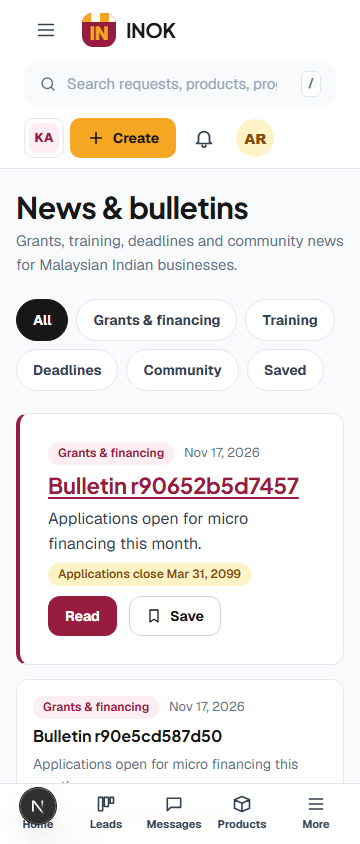 IN INOK
Search requests, products, pro
/
KA + Create AR
News & bulletins
Grants, training, deadlines and community news
for Malaysian Indian businesses.
All Grants & financing Training
Deadlines Community Saved
Grants & financing Nov 17, 2026
Bulletin r90652b5d7457
Applications open for micro
financing this month.
Applications close Mar 31, 2099
Read Save
Grants & financing Nov 17, 2026
Bulletin r90e5cd587d50
Applications open for micro financing this
N
Home Leads Messages Products More